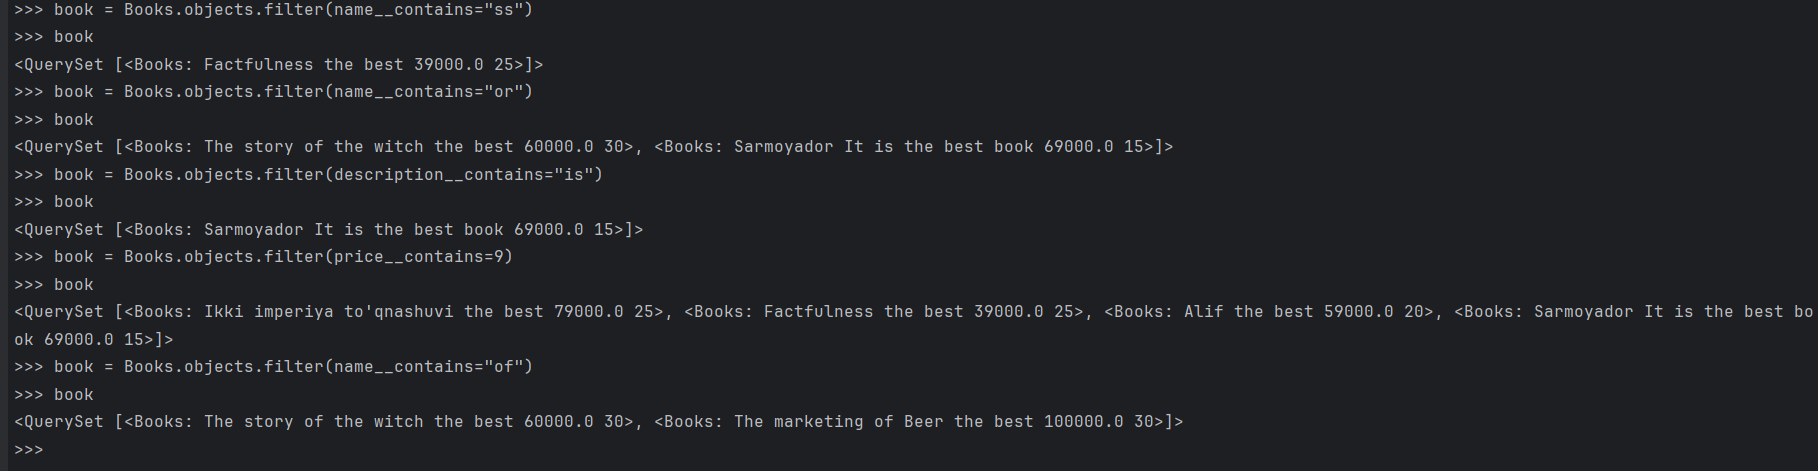 >>> book = Books.objects.filter(name__contains="ss")
>>> book
<QuerySet [<Books: Factfulness the best 39000.0 25>]>
>>> book = Books.objects.filter(name__contains="or")
>>> book
<QuerySet [<Books: The story of the witch the best 60000.0 30>, <Books: Sarmoyador It is the best book 69000.0 15>]>
>>> book = Books.objects.filter(description__contains="is")
>>> book
<QuerySet [<Books: Sarmoyador It is the best book 69000.0 15>]>
>>> book = Books.objects.filter(price__contains=9)
>>> book
<QuerySet [<Books: Ikki imperiya to'qnashuvi the best 79000.0 25>, <Books: Factfulness the best 39000.0 25>, <Books: Alif the best 59000.0 20>, <Books: Sarmoyador It is the best bo
ok 69000.0 15>]>
>>> book = Books.objects.filter(name__contains="of")
>>> book
<QuerySet [<Books: The story of the witch the best 60000.0 30>, <Books: The marketing of Beer the best 100000.0 30>]>
>>>